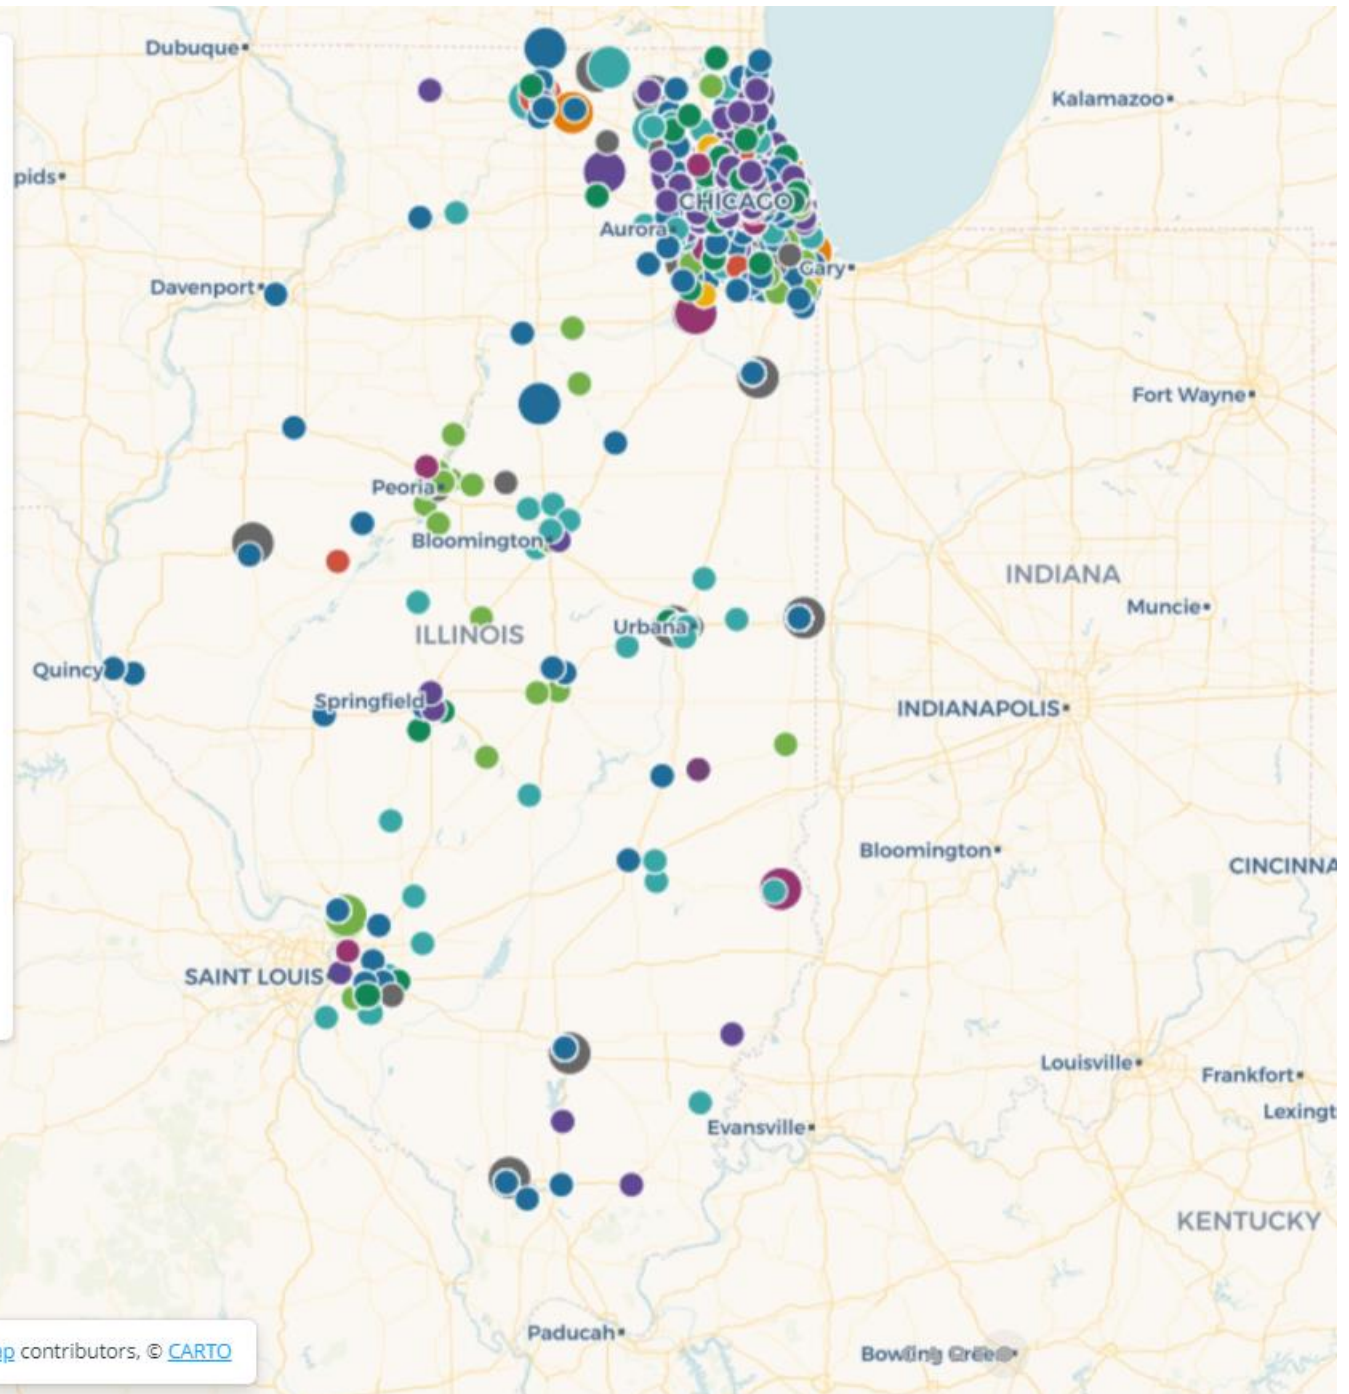 Dubuque
Kalamazoo
pids
CHICAGO
Aurora
Gary
Davenport
Fort Wayne
Peoria
Bloomington
INDIANA
Muncie
Urbana
ILLINOIS
Quincy
Springfield
INDIANAPOLIS
Bloomington
CINCINNA
SAINT LOUIS
Louisville
Frankfort
Lexingt
Evansville
KENTUCKY
Paducah
ap contributors, © CARTO